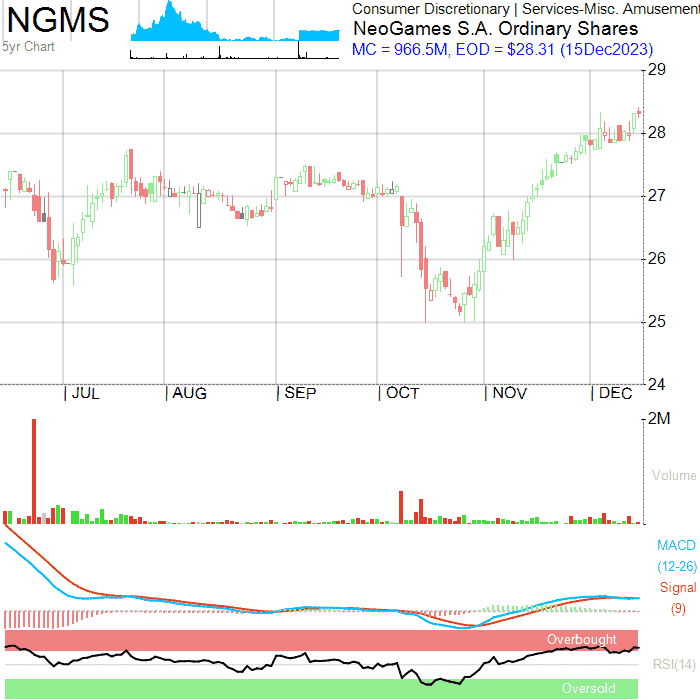 NGMS
Consumer Discretionary | Services-Misc. Amusement
NeoGames S.A. Ordinary Shares
5yr Chart
MC = 966.5M, EOD = $28.31 (15Dec2023)
29
28
27
26
25
24
JUL
AUG
SEP
OCT
NOV
DEC
2M
Volume
MACD
(12-26)
Signal
(9)
Overbought
RSI(14)
Oversold